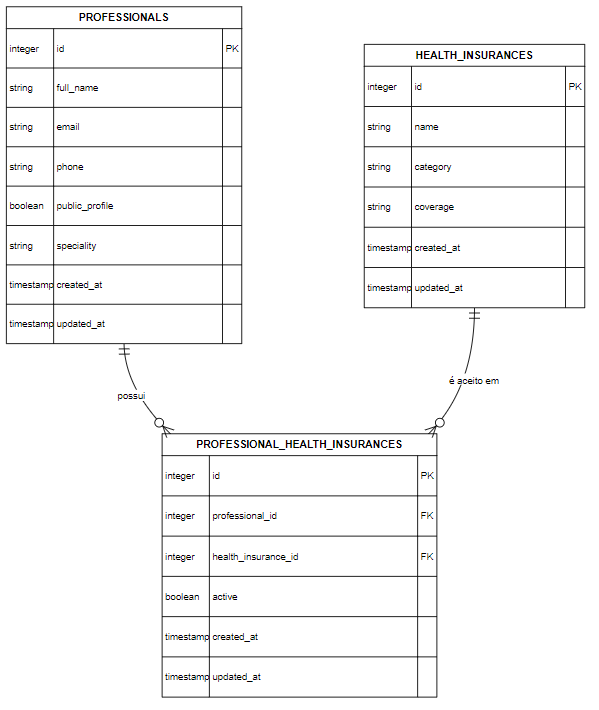 PROFESSIONALS
integer id PK
string full_name
string email
string phone
boolean public_profile
string speciality
timestamp created_at
timestamp updated_at
HEALTH_INSURANCES
integer id PK
string name
string category
string coverage
timestamp created_at
timestamp updated_at
possui
é aceito em
PROFESSIONAL_HEALTH_INSURANCES
integer id PK
integer professional_id FK
integer health_insurance_id FK
boolean active
timestamp created_at
timestamp updated_at